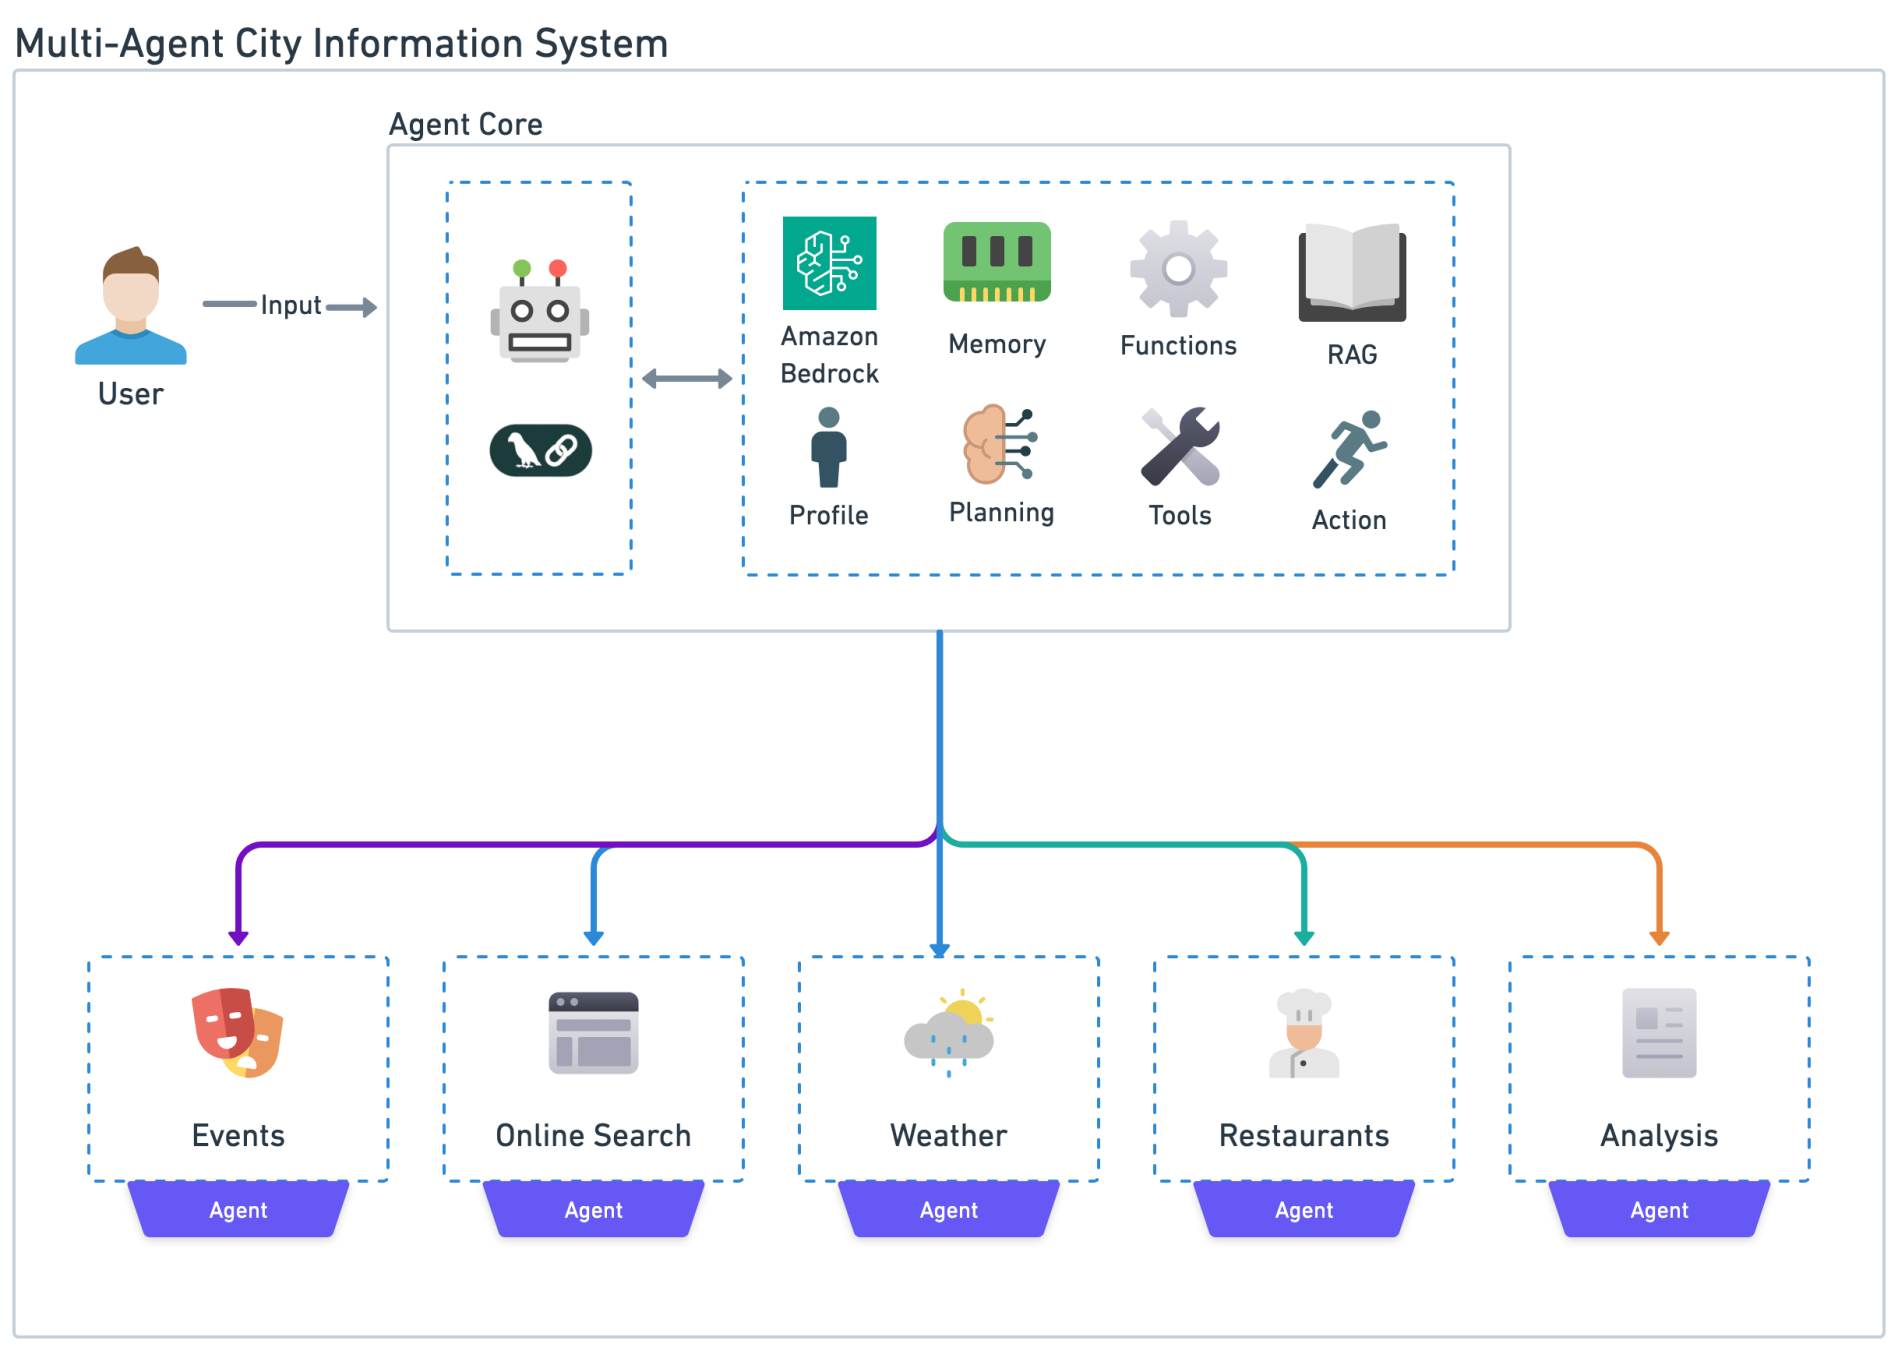 Multi-Agent City Information System
Agent Core
Input
User
Amazon
Bedrock
Memory
Functions
RAG
Profile
Planning
Tools
Action
Events
Online Search
Weather
Restaurants
Analysis
Agent
Agent
Agent
Agent
Agent